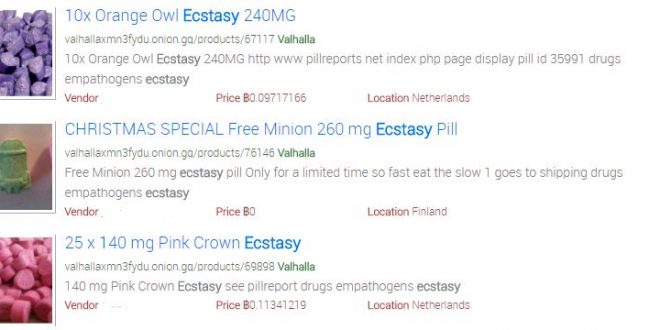 10x Orange Owl Ecstasy 240MG
valhallaxmn3fydu.onion.gq/products/67117 Valhalla
10x Orange Owl Ecstasy 240MG http www pillreports net index php page display pill id 35991 drugs
empathogens ecstasy
Vendor Price ฿0.09717166 Location Netherlands
CHRISTMAS SPECIAL Free Minion 260 mg Ecstasy Pill
valhallaxmn3fydu.onion.gq/products/76146 Valhalla
Free Minion 260 mg ecstasy pill Only for a limited time so fast eat the slow 1 goes to shipping drugs
empathogens ecstasy
Vendor Price ฿0 Location Finland
25 x 140 mg Pink Crown Ecstasy
valhallaxmn3fydu.onion.gq/products/69898 Valhalla
140 mg Pink Crown Ecstasy see pillreport drugs empathogens ecstasy
Vendor Price ฿0.11341219 Location Netherlands